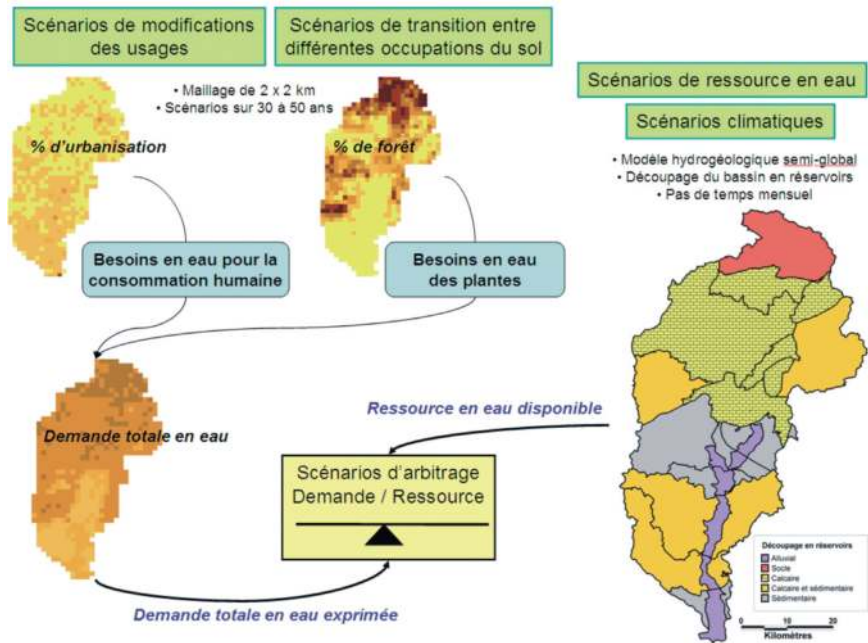 Scénarios de modifications
des usages
Scénarios de transition entre
différentes occupations du sol
• Maillage de 2 x 2 km
• Scénarios sur 30 à 50 ans
% d'urbanisation
% de forêt
Scénarios de ressource en eau
Scénarios climatiques
• Modèle hydrogéologique semi-global
• Découpage du bassin en réservoirs
• Pas de temps mensuel
Besoins en eau pour la
consommation humaine
Besoins en eau
des plantes
Demande totale en eau
Ressource en eau disponible
Scénarios d'arbitrage
Demande / Ressource
Demande totale en eau exprimée
Découpage en réservoirs
Alluvial
Socle
Calcaire
Calcaire et sédimentaire
Sédimentaire
0 10 20
Kilomètres